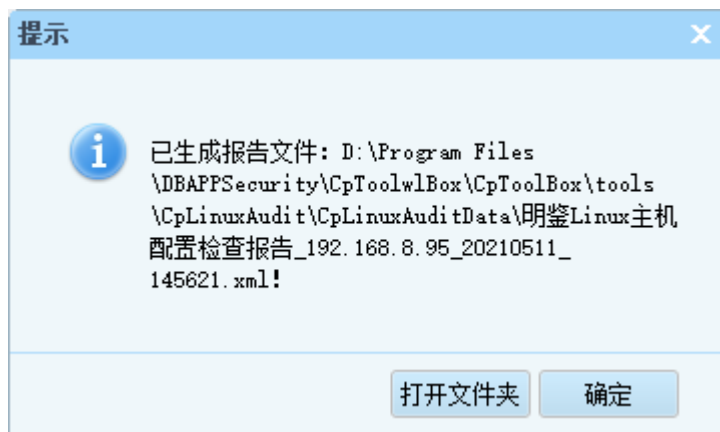 提示
已生成报告文件：D:\Program Files
\DBAPPSecurity\CpToolwlBox\CpToolBox\tools
\CpLinuxAudit\CpLinuxAuditData\明鉴Linux主机
配置检查报告_192.168.8.95_20210511_
145621.xml！
打开文件夹
确定